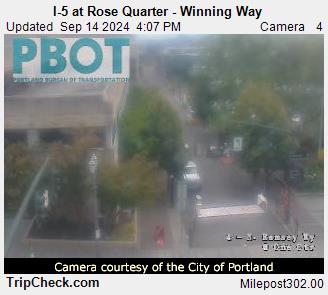 I-5 at Rose Quarter - Winning Way
Updated Sep 14 2024 4:07 PM Camera 4
PBOT
PORTLAND BUREAU OF TRANSPORTATION
Camera courtesy of the City of Portland
TripCheck.com Milepost302.00